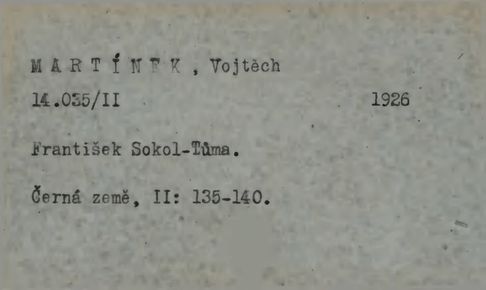 MARTÍNEK, Vojtěch
14.035/II 1926
František Sokol-Tůma.
Černá země, II: 135-140.